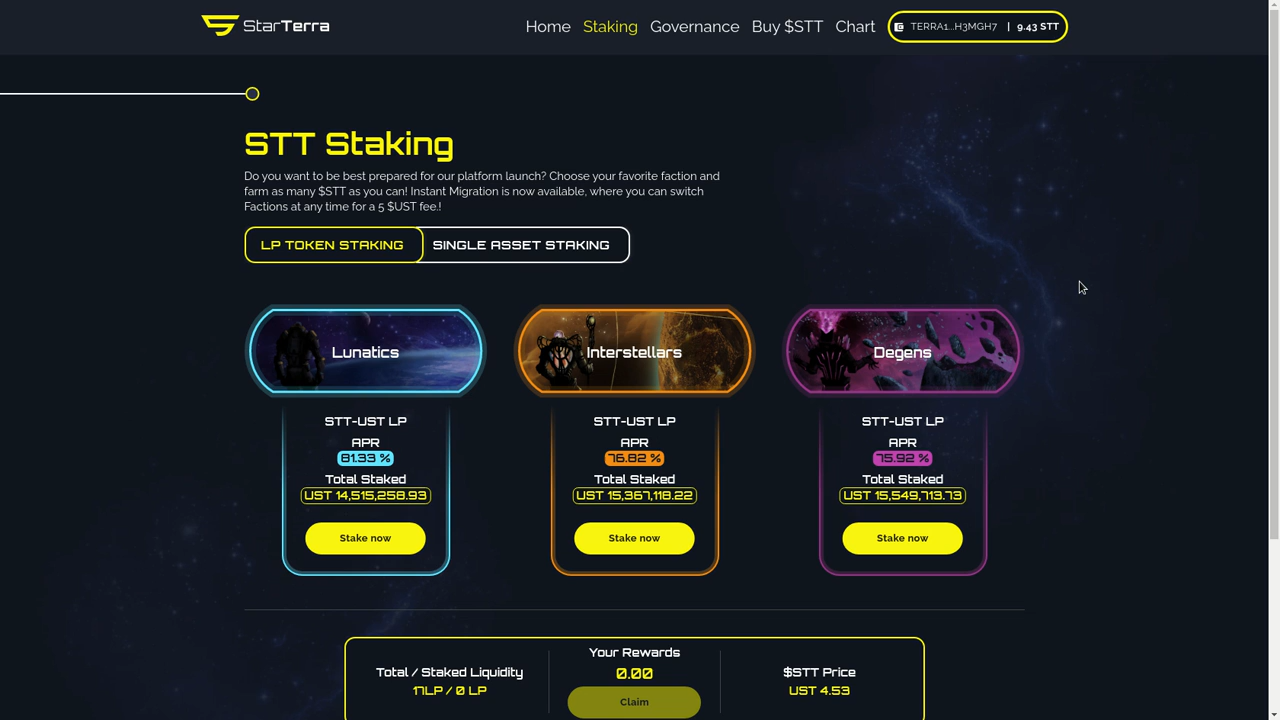 StarTerra
Home Staking Governance Buy $STT Chart TERRA1...H3MGH7 | 9.43 STT
STT Staking
Do you want to be best prepared for our platform launch? Choose your favorite faction and
farm as many $STT as you can! Instant Migration is now available, where you can switch
Factions at any time for a 5 $UST fee.!
LP TOKEN STAKING SINGLE ASSET STAKING
Lunatics
STT-UST LP
APR
81.33 %
Total Staked
UST 14,515,258.93
Stake now
Interstellars
STT-UST LP
APR
76.82 %
Total Staked
UST 15,367,118.22
Stake now
Degens
STT-UST LP
APR
75.92 %
Total Staked
UST 15,549,713.73
Stake now
Total / Staked Liquidity
17LP / 0 LP
Your Rewards
0.00
Claim
$STT Price
UST 4.53